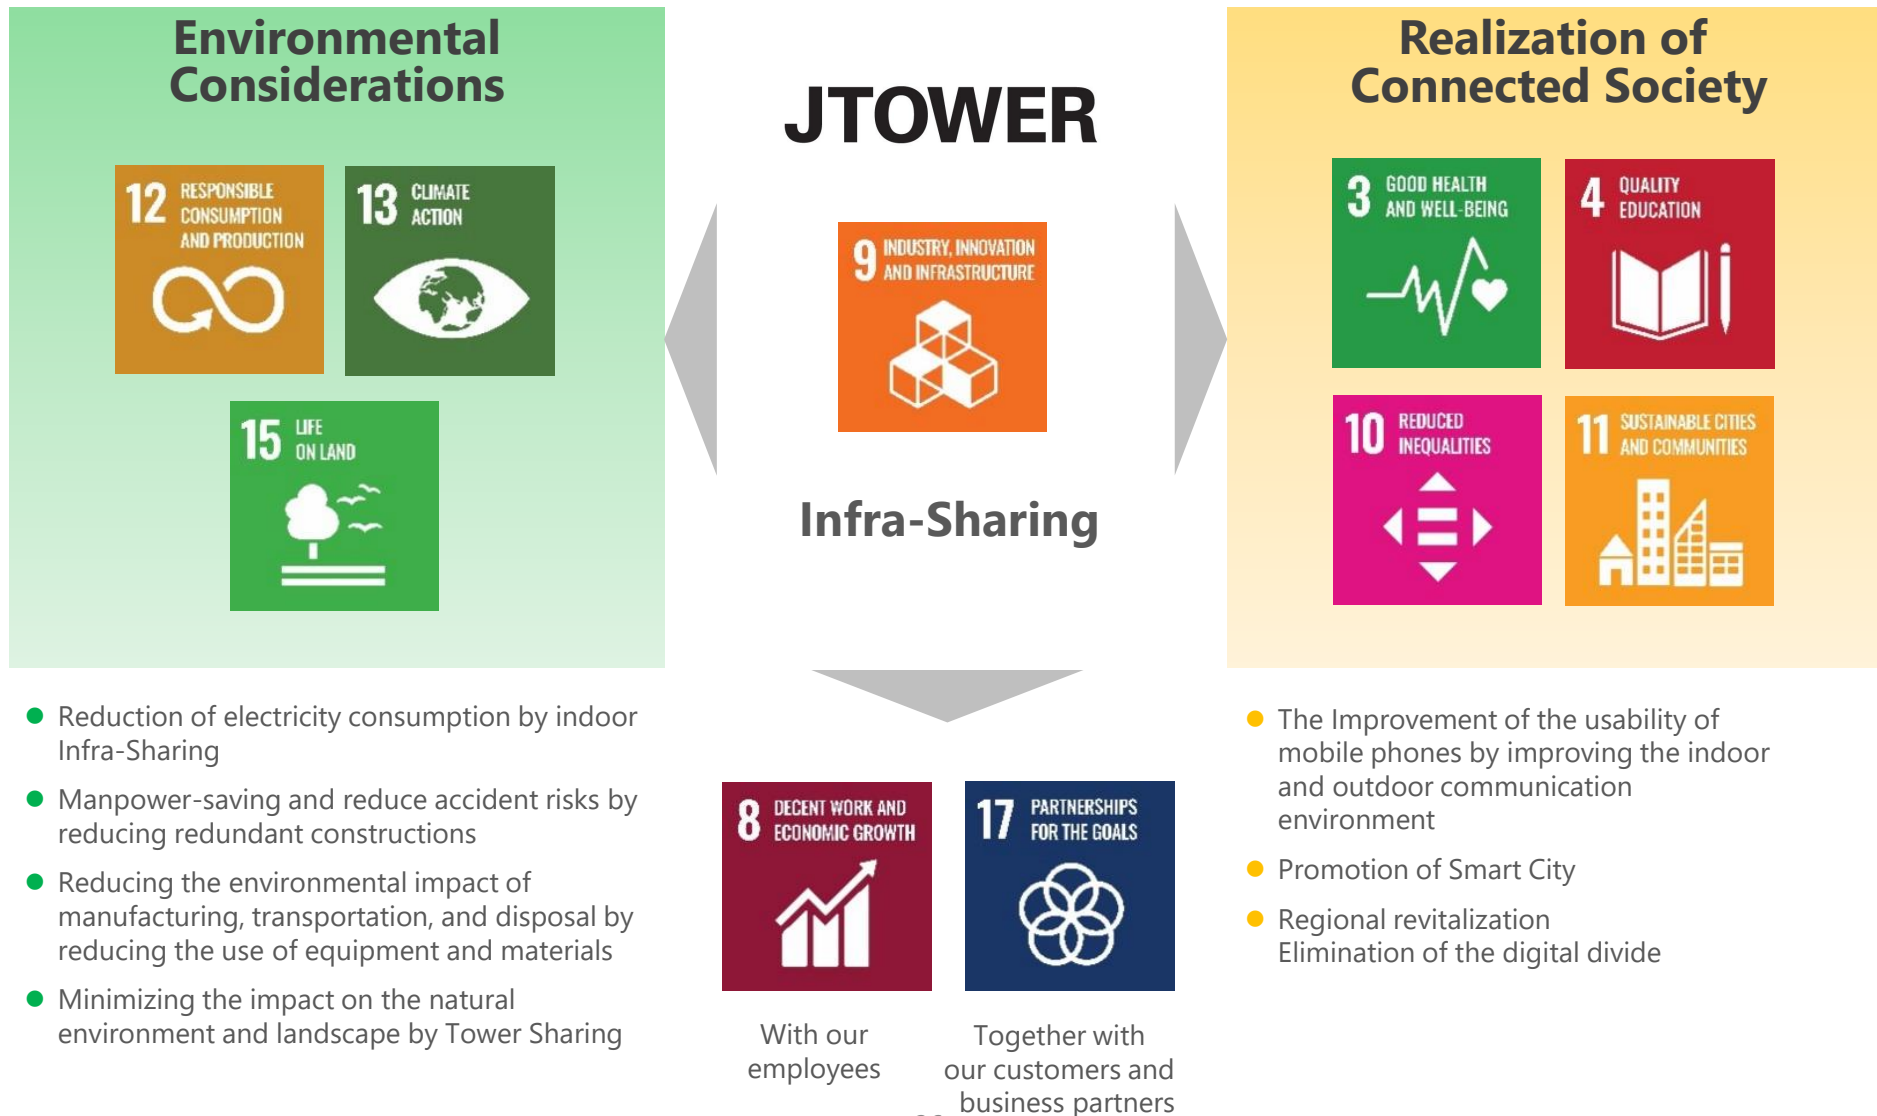 Environmental
Considerations
12 RESPONSIBLE
CONSUMPTION
AND PRODUCTION
13 CLIMATE
ACTION
15 LIFE
ON LAND
● Reduction of electricity consumption by indoor
Infra-Sharing
● Manpower-saving and reduce accident risks by
reducing redundant constructions
● Reducing the environmental impact of
manufacturing, transportation, and disposal by
reducing the use of equipment and materials
● Minimizing the impact on the natural
environment and landscape by Tower Sharing
JTOWER
9 INDUSTRY, INNOVATION
AND INFRASTRUCTURE
Infra-Sharing
8 DECENT WORK AND
ECONOMIC GROWTH
With our
employees
17 PARTNERSHIPS
FOR THE GOALS
Together with
our customers and
business partners
Realization of
Connected Society
3 GOOD HEALTH
AND WELL-BEING
4 QUALITY
EDUCATION
10 REDUCED
INEQUALITIES
11 SUSTAINABLE CITIES
AND COMMUNITIES
● The Improvement of the usability of
mobile phones by improving the indoor
and outdoor communication
environment
● Promotion of Smart City
● Regional revitalization
Elimination of the digital divide